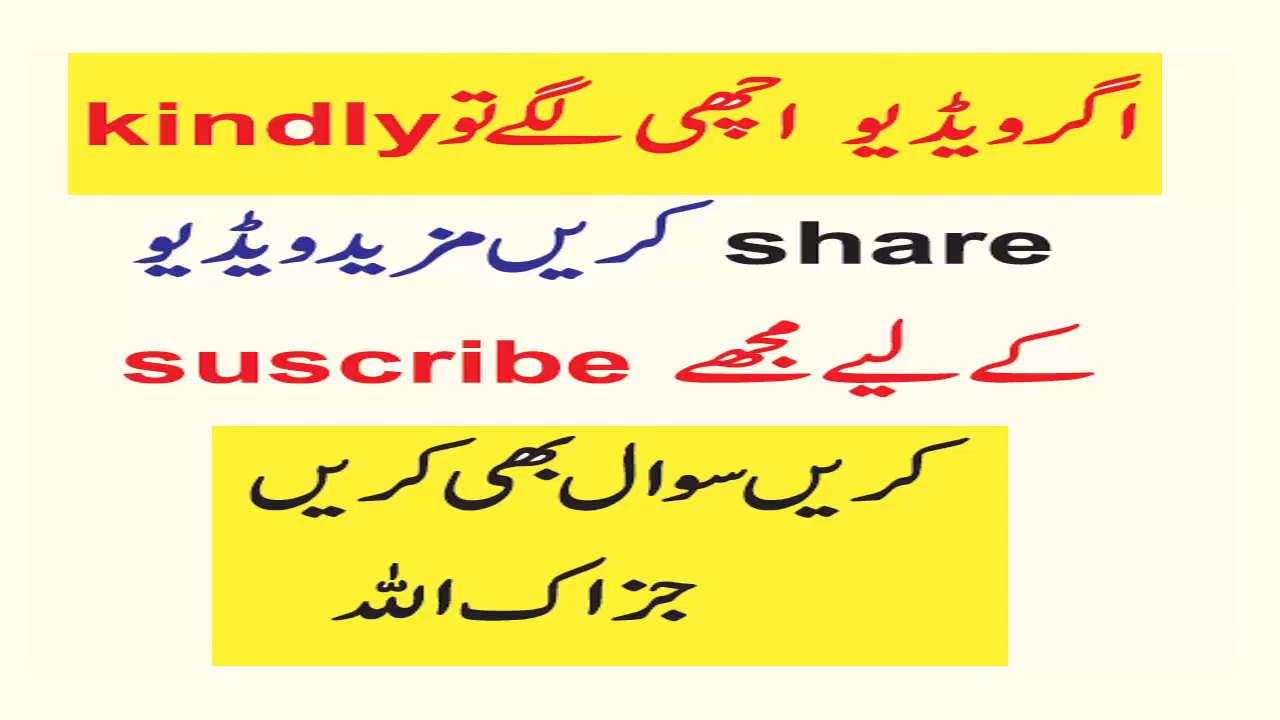 اگر ویڈیو اچھی لگے تو kindly
share کریں مزید ویڈیو
کے لیے مجھے suscribe
کریں سوال بھی کریں
جزاک اللہ